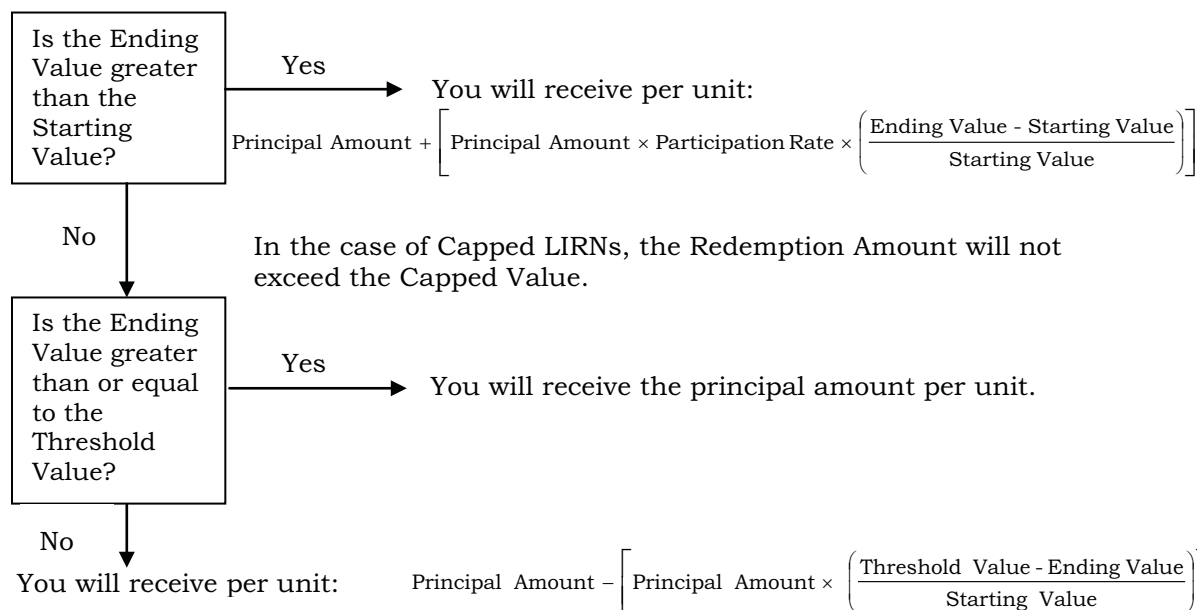 Is the Ending
Value greater
than the
Starting
Value?
Yes
You will receive per unit:
Principal Amount + [ Principal Amount × Participation Rate × ( Ending Value - Starting Value / Starting Value ) ]
No
In the case of Capped LIRNs, the Redemption Amount will not
exceed the Capped Value.
Is the Ending
Value greater
than or equal
to the
Threshold
Value?
Yes
You will receive the principal amount per unit.
No
You will receive per unit:
Principal Amount − [ Principal Amount × ( Threshold Value - Ending Value / Starting Value ) ]